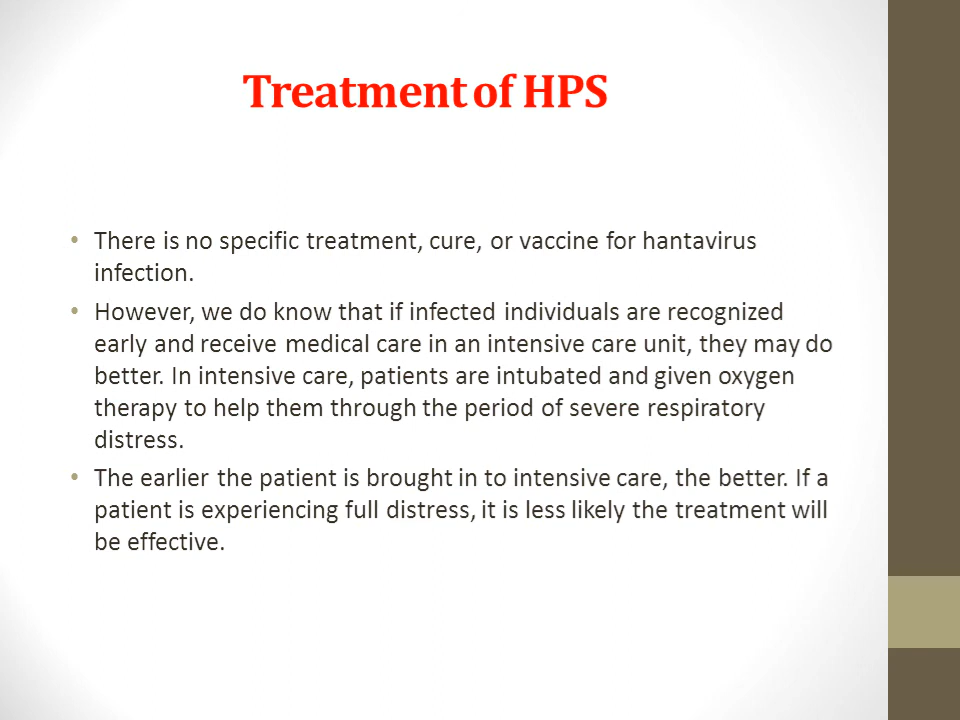 Treatment of HPS
• There is no specific treatment, cure, or vaccine for hantavirus
infection.
• However, we do know that if infected individuals are recognized
early and receive medical care in an intensive care unit, they may do
better. In intensive care, patients are intubated and given oxygen
therapy to help them through the period of severe respiratory
distress.
• The earlier the patient is brought in to intensive care, the better. If a
patient is experiencing full distress, it is less likely the treatment will
be effective.